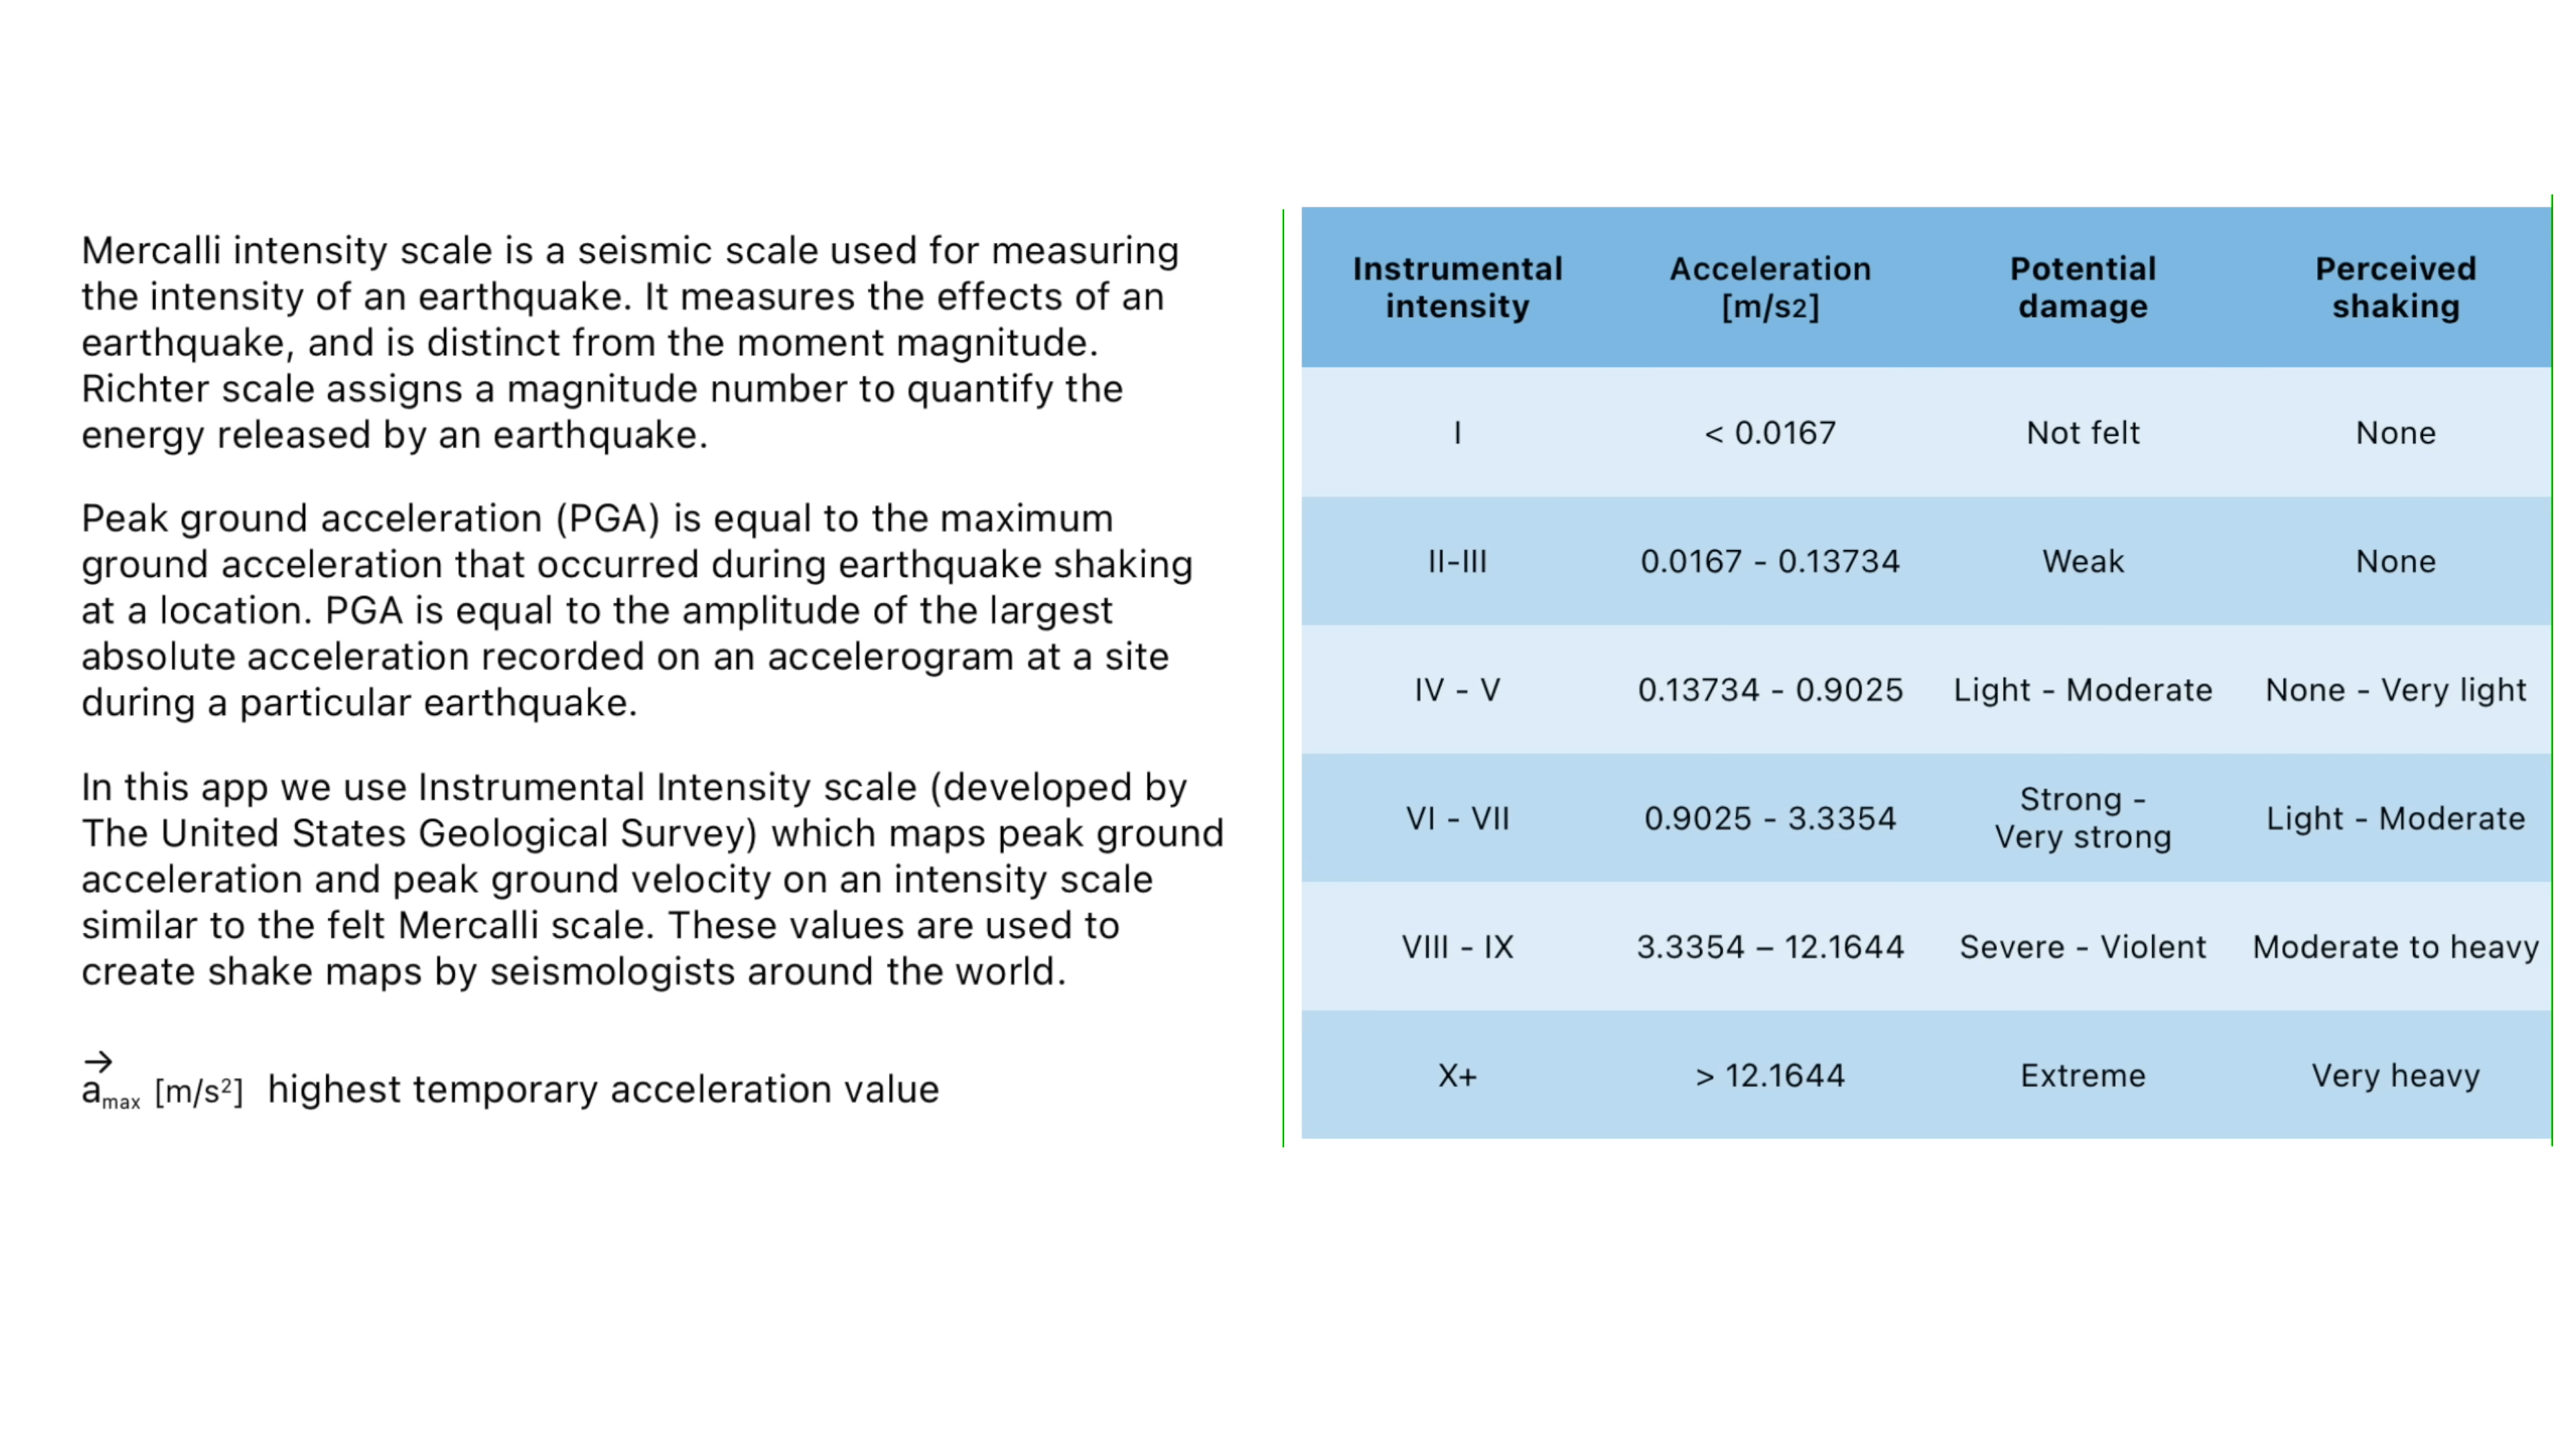 Mercalli intensity scale is a seismic scale used for measuring
the intensity of an earthquake. It measures the effects of an
earthquake, and is distinct from the moment magnitude.
Richter scale assigns a magnitude number to quantify the
energy released by an earthquake.
Peak ground acceleration (PGA) is equal to the maximum
ground acceleration that occurred during earthquake shaking
at a location. PGA is equal to the amplitude of the largest
absolute acceleration recorded on an accelerogram at a site
during a particular earthquake.
In this app we use Instrumental Intensity scale (developed by
The United States Geological Survey) which maps peak ground
acceleration and peak ground velocity on an intensity scale
similar to the felt Mercalli scale. These values are used to
create shake maps by seismologists around the world.
→
amax [m/s²] highest temporary acceleration value
Instrumental Acceleration Potential Perceived
intensity [m/s2] damage shaking
I < 0.0167 Not felt None
II-III 0.0167 - 0.13734 Weak None
IV - V 0.13734 - 0.9025 Light - Moderate None - Very light
VI - VII 0.9025 - 3.3354 Strong - Light - Moderate
Very strong
VIII - IX 3.3354 – 12.1644 Severe - Violent Moderate to heavy
X+ > 12.1644 Extreme Very heavy